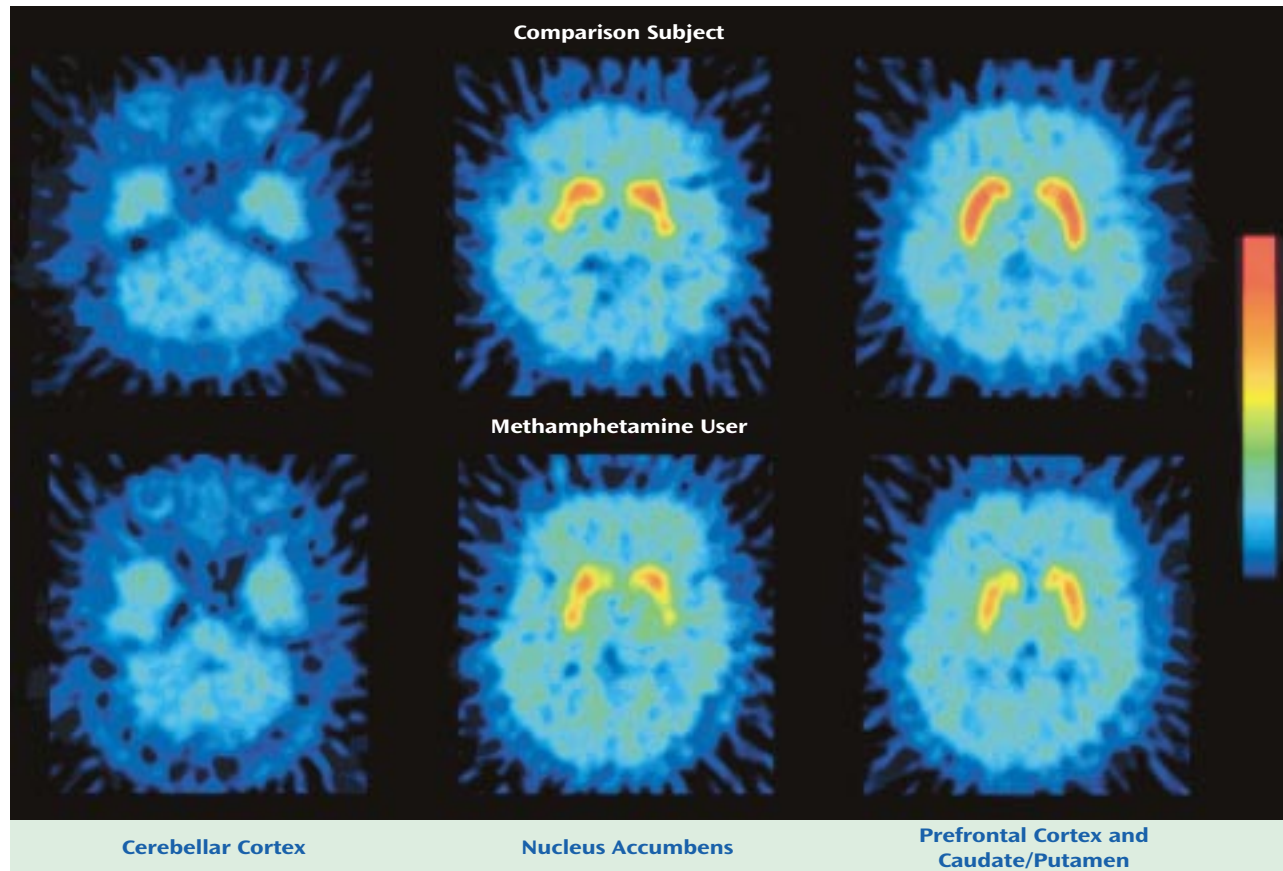 Comparison Subject
Methamphetamine User
Cerebellar Cortex
Nucleus Accumbens
Prefrontal Cortex and
Caudate/Putamen